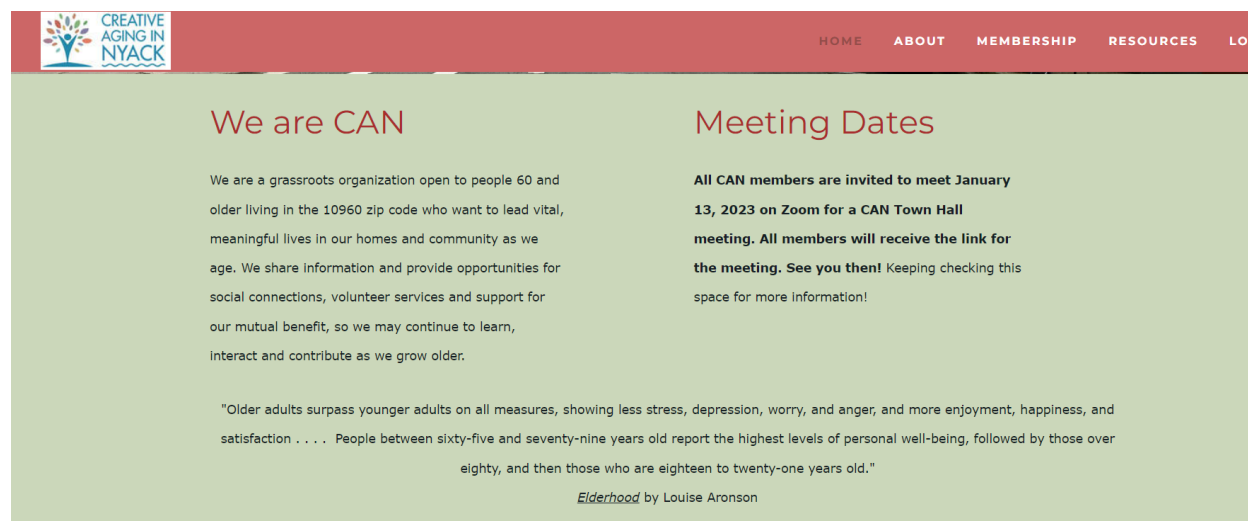 CREATIVE
AGING IN
NYACK
HOME ABOUT MEMBERSHIP RESOURCES LO
We are CAN
We are a grassroots organization open to people 60 and
older living in the 10960 zip code who want to lead vital,
meaningful lives in our homes and community as we
age. We share information and provide opportunities for
social connections, volunteer services and support for
our mutual benefit, so we may continue to learn,
interact and contribute as we grow older.
Meeting Dates
All CAN members are invited to meet January
13, 2023 on Zoom for a CAN Town Hall
meeting. All members will receive the link for
the meeting. See you then! Keeping checking this
space for more information!
"Older adults surpass younger adults on all measures, showing less stress, depression, worry, and anger, and more enjoyment, happiness, and
satisfaction . . . .  People between sixty-five and seventy-nine years old report the highest levels of personal well-being, followed by those over
eighty, and then those who are eighteen to twenty-one years old."
Elderhood by Louise Aronson